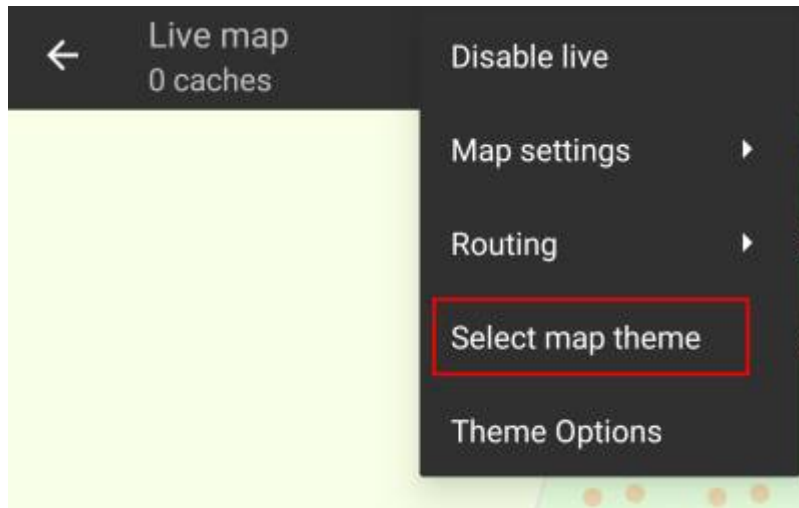 Live map
0 caches
Disable live
Map settings
Routing
Select map theme
Theme Options